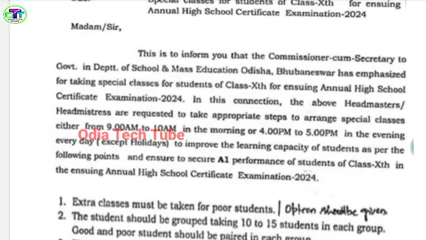 Special classes for students of Class-Xth for ensuing
Annual High School Certificate Examination-2024
Madam/Sir,
This is to inform you that the Commissioner-cum-Secretary to
Govt. in Deptt. of School & Mass Education Odisha, Bhubaneswar has emphasized
for taking special classes for students of Class-Xth for ensuing Annual High School
Certificate Examination-2024. In this connection, the above Headmasters/
Headmistress are requested to take appropriate steps to arrange special classes
either from 9.00AM to 10AM in the morning or 4.00PM to 5.00PM in the evening
Odia Tech Tube
every day ( except Holidays) to improve the learning capacity of students as per the
following points and ensure to secure A1 performance of students of Class-Xth in
the ensuing Annual High School Certificate Examination-2024.
1. Extra classes must be taken for poor students. / Option should be given
2. The student should be grouped taking 10 to 15 students in each group.
Good and poor student should be paired in each group